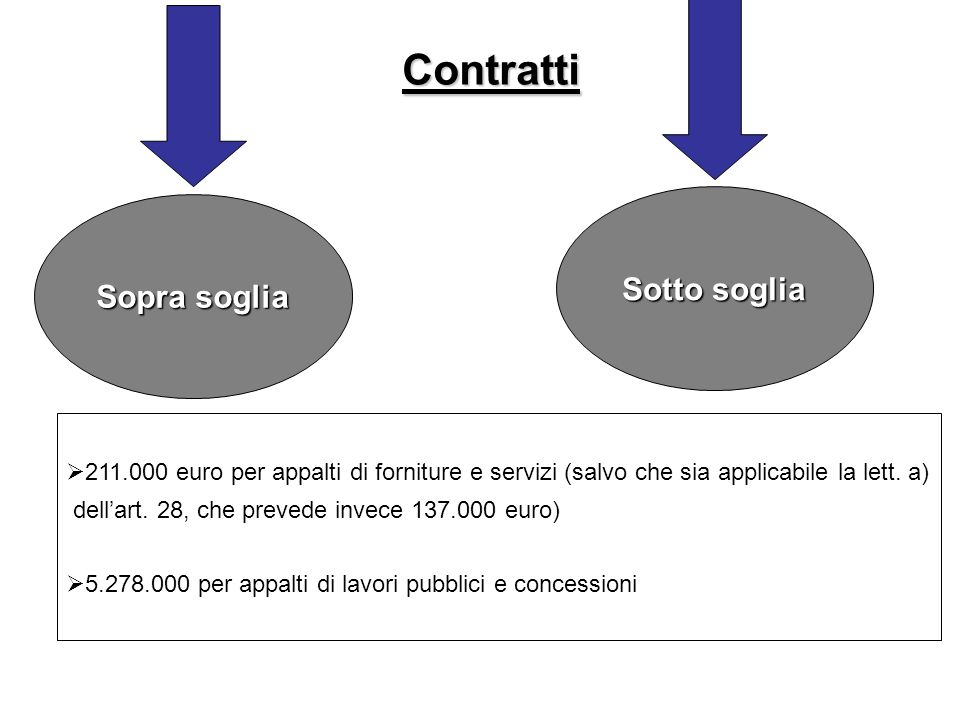 Contratti
Sopra soglia
Sotto soglia
➢211.000 euro per appalti di forniture e servizi (salvo che sia applicabile la lett. a)
dell’art. 28, che prevede invece 137.000 euro)
➢5.278.000 per appalti di lavori pubblici e concessioni